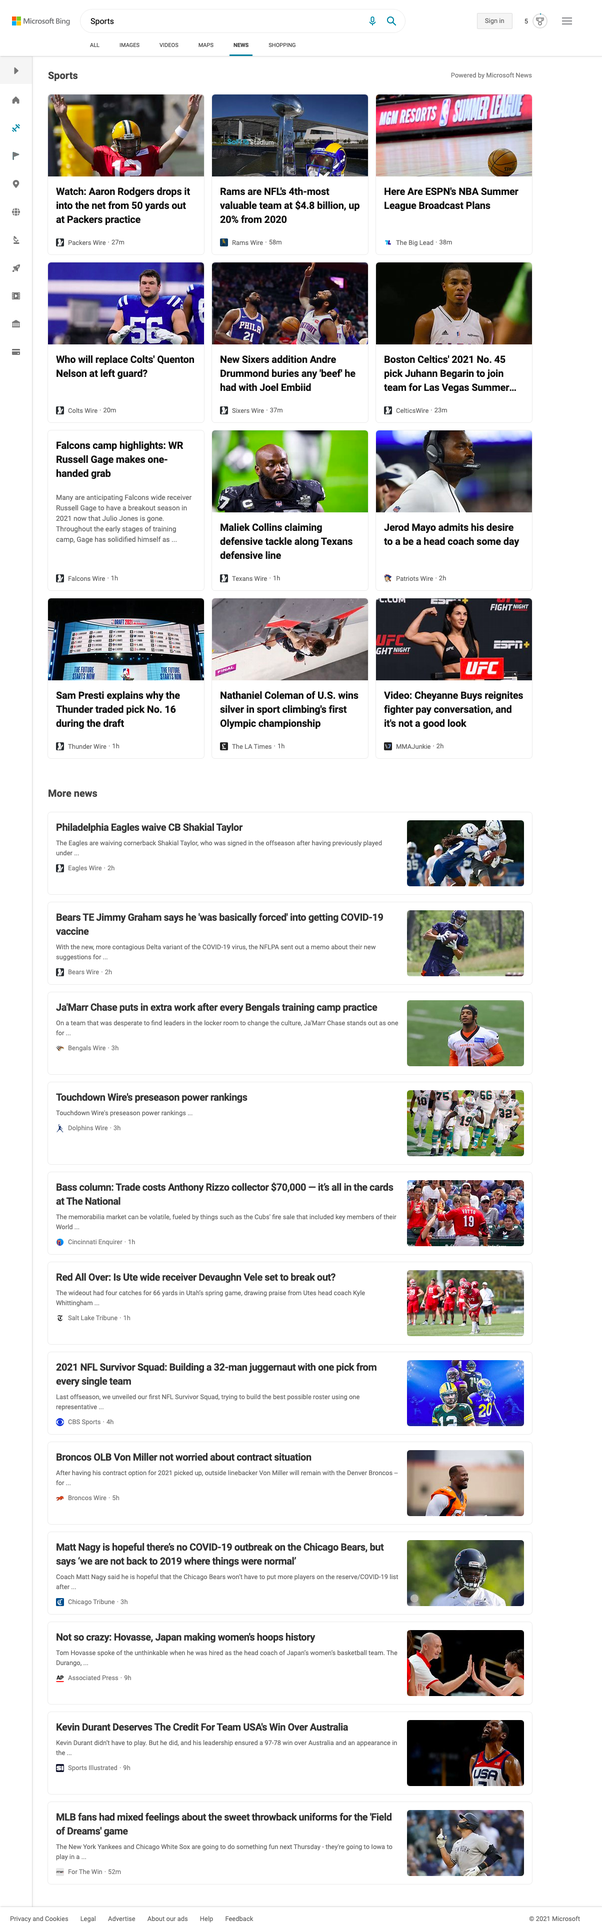 Microsoft Bing
Sports
Sign in
5
ALL
IMAGES
VIDEOS
MAPS
NEWS
SHOPPING
Sports
Powered by Microsoft News
Watch: Aaron Rodgers drops it
into the net from 50 yards out
at Packers practice
Packers Wire · 27m
Rams are NFL's 4th-most
valuable team at $4.8 billion, up
20% from 2020
Rams Wire · 58m
MGM RESORTS SUMMER LEAGUE
Here Are ESPN's NBA Summer
League Broadcast Plans
The Big Lead · 38m
Who will replace Colts' Quenton
Nelson at left guard?
Colts Wire · 20m
New Sixers addition Andre
Drummond buries any 'beef' he
had with Joel Embiid
Sixers Wire · 37m
Boston Celtics' 2021 No. 45
pick Juhann Begarin to join
team for Las Vegas Summer...
CelticsWire · 23m
Falcons camp highlights: WR
Russell Gage makes one-
handed grab
Many are anticipating Falcons wide receiver
Russell Gage to have a breakout season in
2021 now that Julio Jones is gone.
Throughout the early stages of training
camp, Gage has solidified himself as ...
Falcons Wire · 1h
Maliek Collins claiming
defensive tackle along Texans
defensive line
Texans Wire · 1h
Jerod Mayo admits his desire
to a be a head coach some day
Patriots Wire · 2h
Sam Presti explains why the
Thunder traded pick No. 16
during the draft
Thunder Wire · 1h
Nathaniel Coleman of U.S. wins
silver in sport climbing's first
Olympic championship
The LA Times · 1h
UFC
Video: Cheyanne Buys reignites
fighter pay conversation, and
it's not a good look
MMAJunkie · 2h
More news
Philadelphia Eagles waive CB Shakial Taylor
The Eagles are waiving cornerback Shakial Taylor, who was signed in the offseason after having previously played
under ...
Eagles Wire · 2h
Bears TE Jimmy Graham says he 'was basically forced' into getting COVID-19
vaccine
With the new, more contagious Delta variant of the COVID-19 virus, the NFLPA sent out a memo about their new
suggestions for ...
Bears Wire · 2h
Ja'Marr Chase puts in extra work after every Bengals training camp practice
On a team that was desperate to find leaders in the locker room to change the culture, Ja'Marr Chase stands out as one
for ...
Bengals Wire · 3h
Touchdown Wire's preseason power rankings
Touchdown Wire's preseason power rankings ...
Dolphins Wire · 3h
Bass column: Trade costs Anthony Rizzo collector $70,000 — it's all in the cards
at The National
The memorabilia market can be volatile, fueled by things such as the Cubs' fire sale that included key members of their
World ...
Cincinnati Enquirer · 1h
Red All Over: Is Ute wide receiver Devaughn Vele set to break out?
The wideout had four catches for 66 yards in Utah's spring game, drawing praise from Utes head coach Kyle
Whittingham ...
Salt Lake Tribune · 1h
2021 NFL Survivor Squad: Building a 32-man juggernaut with one pick from
every single team
Last offseason, we unveiled our first NFL Survivor Squad, trying to build the best possible roster using one
representative ...
CBS Sports · 4h
Broncos OLB Von Miller not worried about contract situation
After having his contract option for 2021 picked up, outside linebacker Von Miller will remain with the Denver Broncos –
for ...
Broncos Wire · 5h
Matt Nagy is hopeful there's no COVID-19 outbreak on the Chicago Bears, but
says 'we are not back to 2019 where things were normal'
Coach Matt Nagy said he is hopeful that the Chicago Bears won't have to put more players on the reserve/COVID-19 list
after ...
Chicago Tribune · 3h
Not so crazy: Hovasse, Japan making women's hoops history
Tom Hovasse spoke of the unthinkable when he was hired as the head coach of Japan's women's basketball team. The
Durango, ...
Associated Press · 9h
Kevin Durant Deserves The Credit For Team USA's Win Over Australia
Kevin Durant didn't have to play. But he did, and his leadership ensured a 97-78 win over Australia and an appearance in
the ...
Sports Illustrated · 9h
MLB fans had mixed feelings about the sweet throwback uniforms for the 'Field
of Dreams' game
The New York Yankees and Chicago White Sox are going to do something fun next Thursday - they're going to Iowa to
play in a ...
For The Win · 52m
Privacy and Cookies
Legal
Advertise
About our ads
Help
Feedback
© 2021 Microsoft